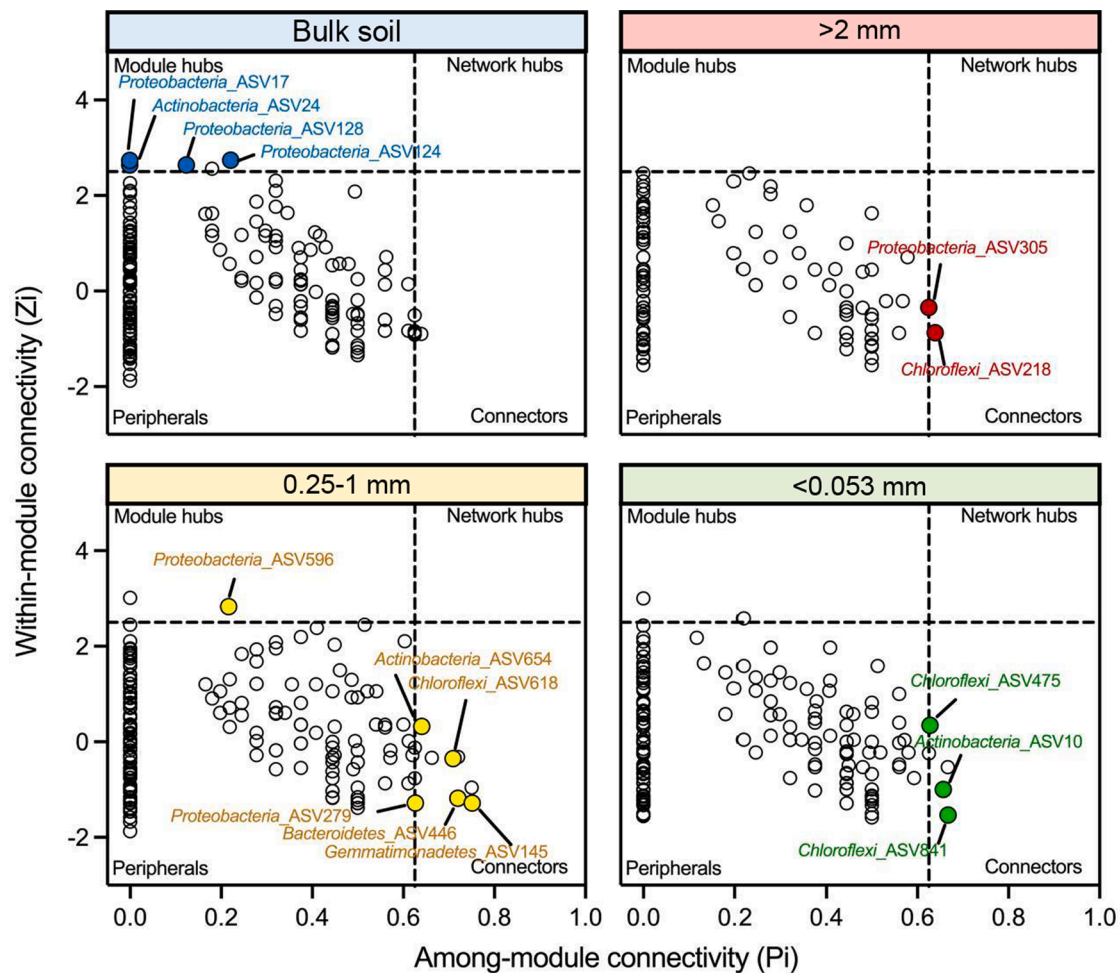 Bulk soil
>2 mm
Module hubs
Network hubs
Proteobacteria_ASV17
Actinobacteria_ASV24
Proteobacteria_ASV128
Proteobacteria_ASV124
Peripherals
Connectors
4
2
0
-2
Module hubs
Network hubs
Proteobacteria_ASV305
Chloroflexi_ASV218
Peripherals
Connectors
0.25-1 mm
<0.053 mm
Module hubs
Network hubs
Proteobacteria_ASV596
Actinobacteria_ASV654
Chloroflexi_ASV618
Proteobacteria_ASV279
Bacteroidetes_ASV446
Gemmatimonadetes_ASV145
Peripherals
Connectors
4
2
0
-2
0.0 0.2 0.4 0.6 0.8 1.0
Module hubs
Network hubs
Chloroflexi_ASV475
Actinobacteria_ASV10
Chloroflexi_ASV841
Peripherals
Connectors
0.0 0.2 0.4 0.6 0.8 1.0
Within-module connectivity (Zi)
Among-module connectivity (Pi)